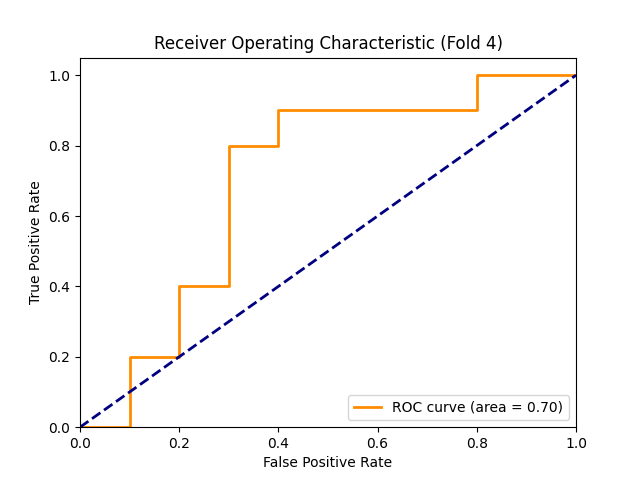 Receiver Operating Characteristic (Fold 4)
True Positive Rate
1.0
0.8
0.6
0.4
0.2
0.0
0.0 0.2 0.4 0.6 0.8 1.0
False Positive Rate
ROC curve (area = 0.70)